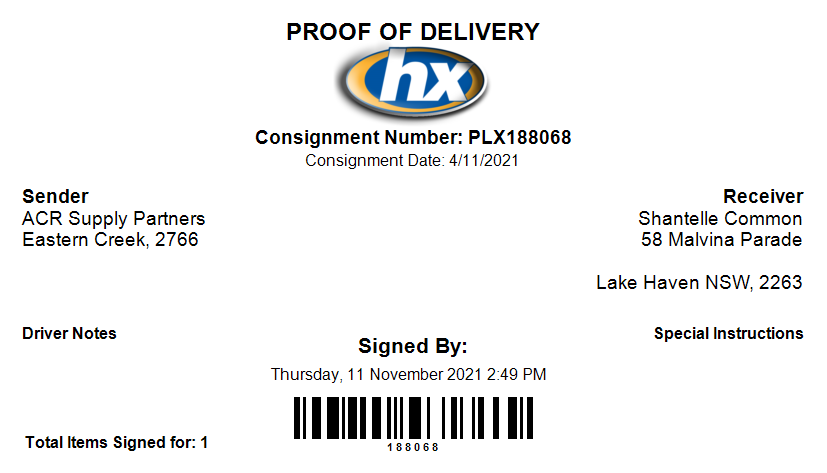 PROOF OF DELIVERY
hx
Consignment Number: PLX188068
Consignment Date: 4/11/2021
Sender
ACR Supply Partners
Eastern Creek, 2766
Receiver
Shantelle Common
58 Malvina Parade
Lake Haven NSW, 2263
Driver Notes
Special Instructions
Signed By:
Thursday, 11 November 2021 2:49 PM
188068
Total Items Signed for: 1